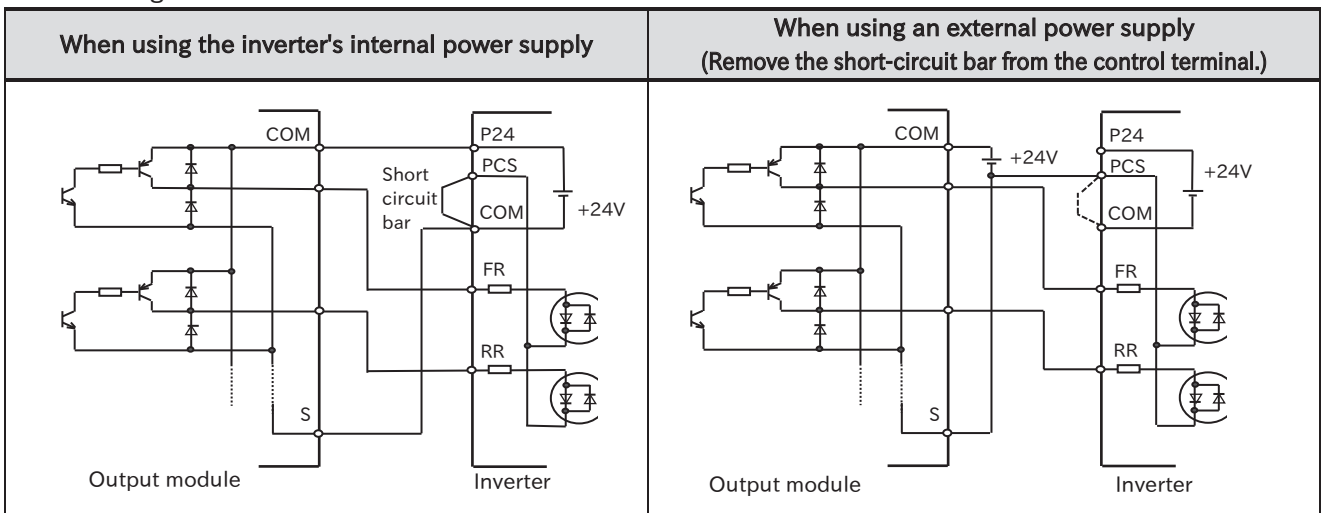 When using the inverter's internal power supply
When using an external power supply
(Remove the short-circuit bar from the control terminal.)
COM
P24
PCS
Short
circuit
bar
COM
+24V
FR
RR
S
Output module
Inverter
COM
+24V
P24
PCS
+24V
COM
FR
RR
S
Output module
Inverter